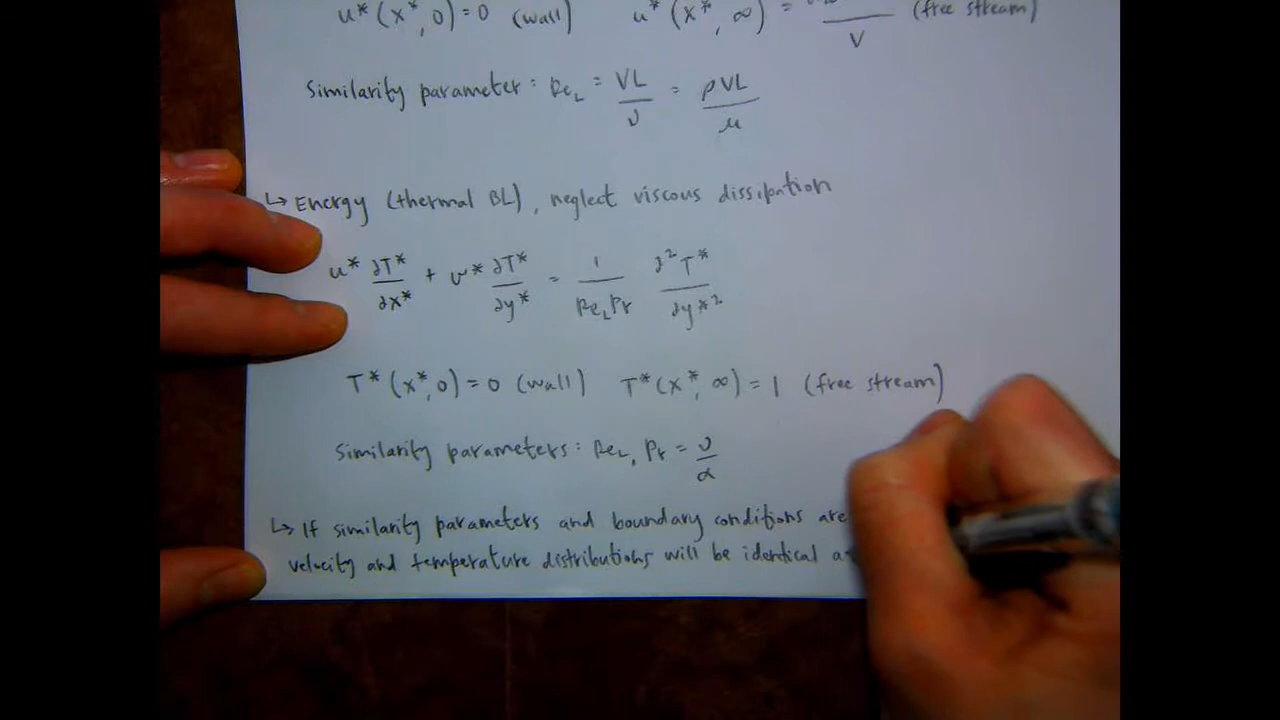 u*(x*,0)=0 (wall) u*(x*,∞) = /V (free stream)
Similarity parameter: Re_L = VL/ν = ρVL/μ
↳ Energy (thermal BL), neglect viscous dissipation
u* ∂T*/∂x* + v* ∂T*/∂y* = 1/(Re_L Pr) ∂²T*/∂y*²
T*(x*,0)=0 (wall) T*(x*,∞)=1 (free stream)
Similarity parameters: Re_L, Pr = ν/α
↳ If similarity parameters and boundary conditions are
velocity and temperature distributions will be identical